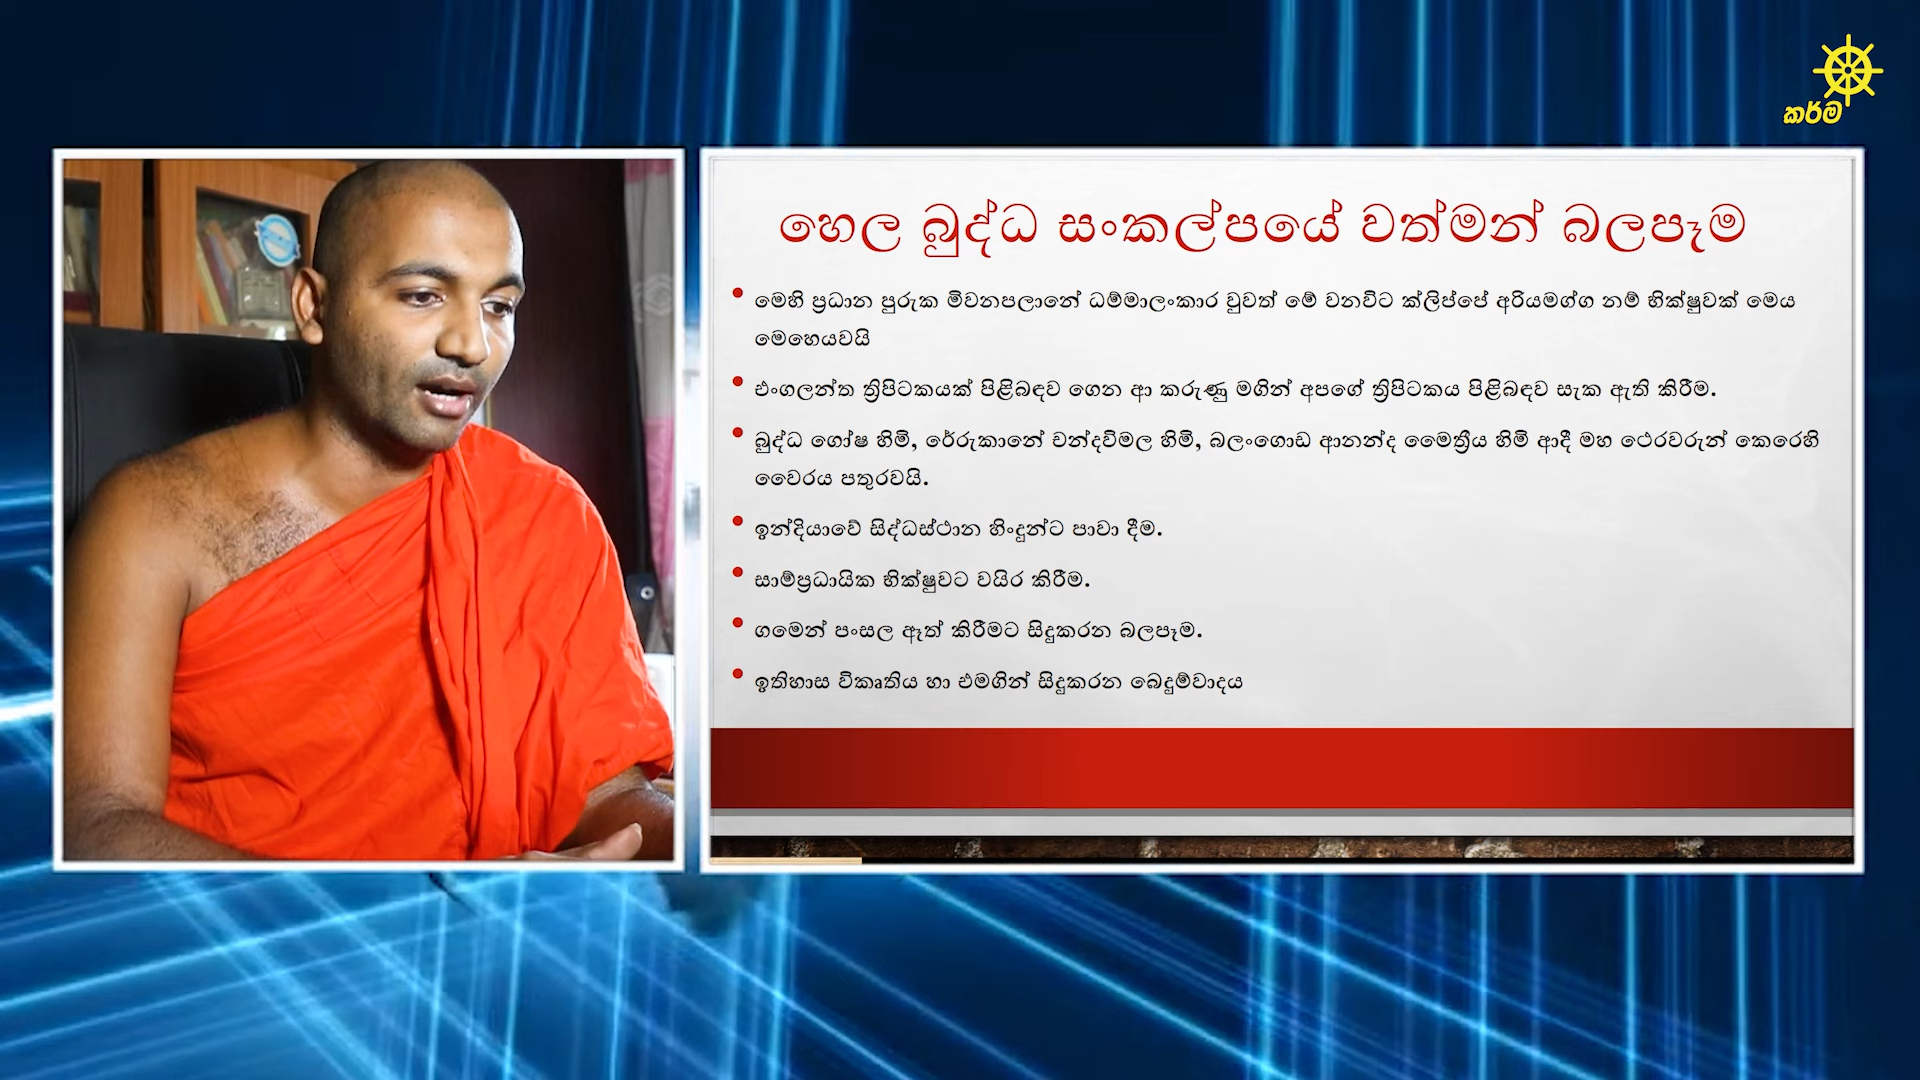 කර්ම
හෙල බුද්ධ සංකල්පයේ වත්මන් බලපෑම
• මෙහි ප්‍රධාන පුරුක මිවනපලානේ ධම්මාලංකාර වුවත් මේ වනවිට ක්ලිප්පේ අරියමග්ග නම් භික්ෂුවක් මෙය
මෙහෙයවයි
• එංගලන්ත ත්‍රිපිටකයක් පිළිබඳව ගෙන ආ කරුණු මගින් අපගේ ත්‍රිපිටකය පිළිබඳව සැක ඇති කිරීම.
• බුද්ධ ගෝෂ හිමි, රේරුකානේ චන්දවිමල හිමි, බලංගොඩ ආනන්ද මෛත්‍රීය හිමි ආදී මහ ථෙරවරුන් කෙරෙහි
වෛරය පතුරවයි.
• ඉන්දියාවේ සිද්ධස්ථාන හිංදූන්ට පාවා දීම.
• සාම්ප්‍රධායික භික්ෂුවට වයිර කිරීම.
• ගමෙන් පංසල ඈත් කිරීමට සිදුකරන බලපෑම.
• ඉතිහාස විකෘතිය හා එමගින් සිදුකරන බෙදුම්වාදය